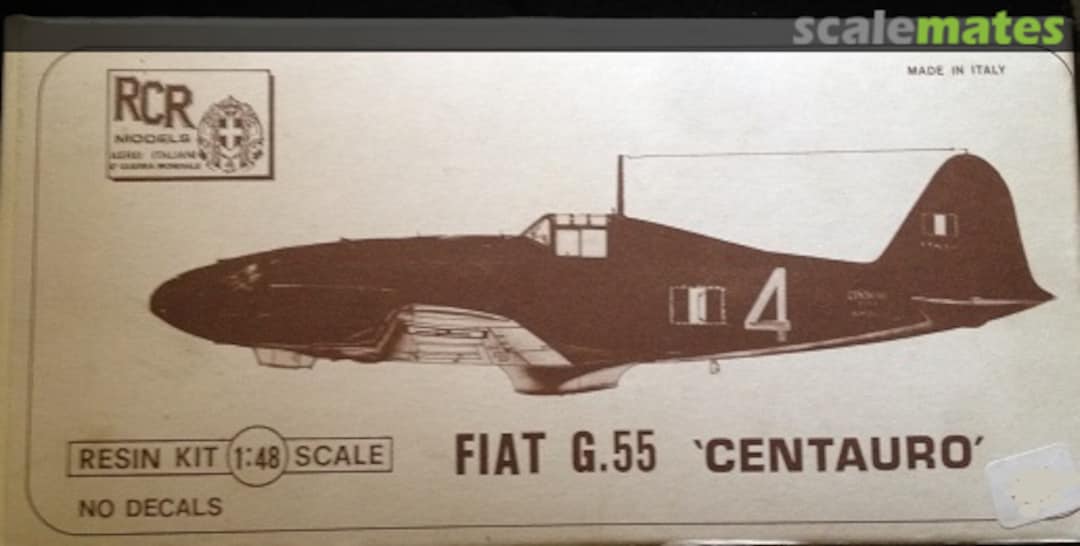 scalemates
MADE IN ITALY
RCR
MODELS
AEREI ITALIANI
2ª GUERRA MONDIALE
4
RESIN KIT 1:48 SCALE
FIAT G.55 'CENTAURO'
NO DECALS